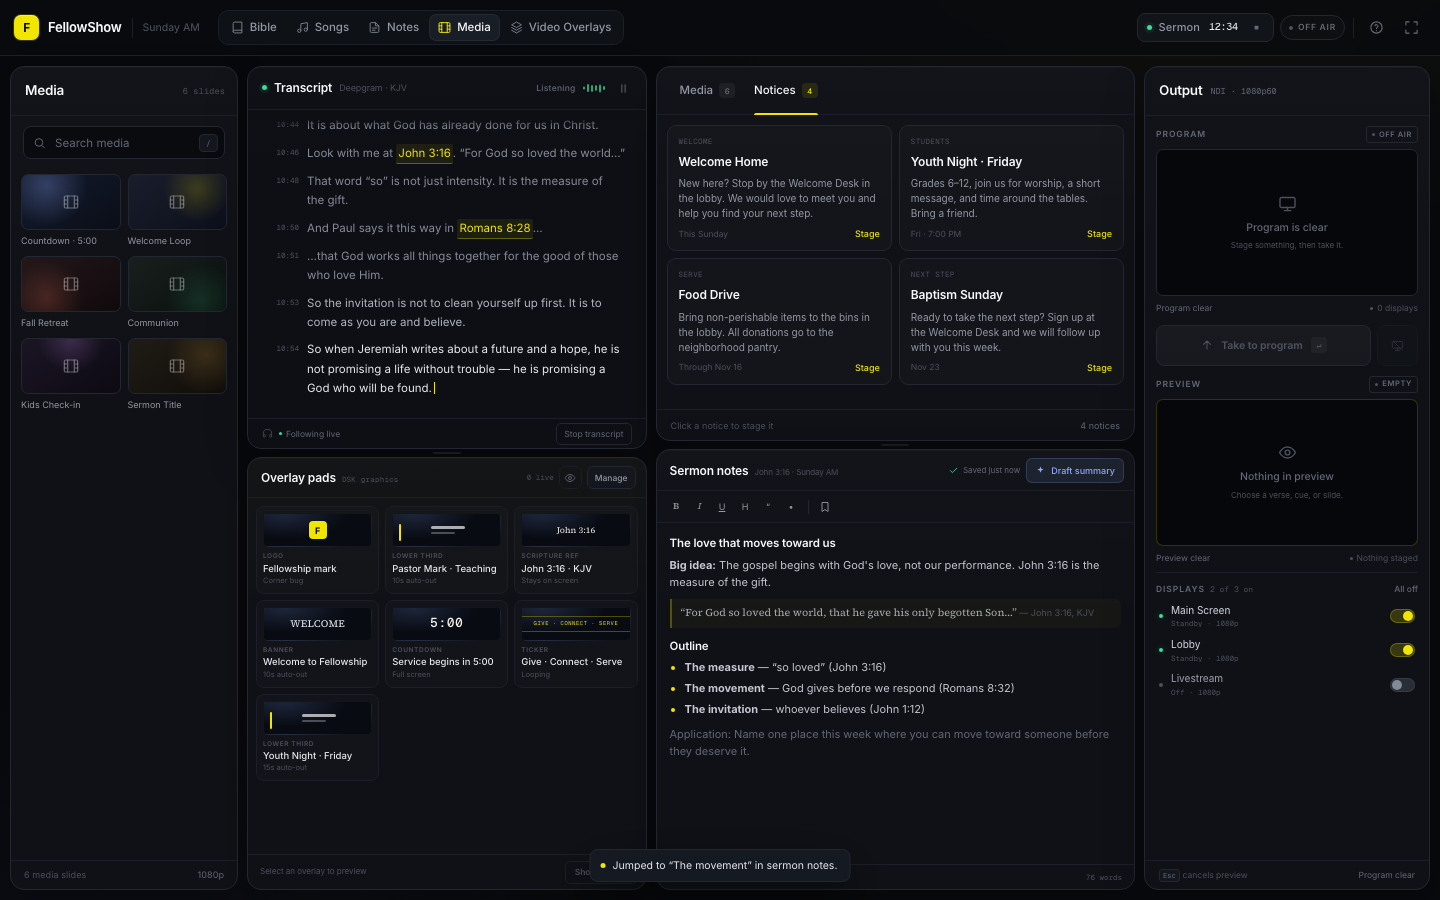 F FellowShow Sunday AM
Bible Songs Notes Media Video Overlays
Sermon 12:34 OFF AIR
Media 6 slides
Search media /
Countdown · 5:00
Welcome Loop
Fall Retreat
Communion
Kids Check-in
Sermon Title
6 media slides 1080p
Transcript Deepgram · KJV Listening
10:44 It is about what God has already done for us in Christ.
10:46 Look with me at John 3:16. “For God so loved the world...”
10:48 That word “so” is not just intensity. It is the measure of
the gift.
10:50 And Paul says it this way in Romans 8:28...
10:51 ...that God works all things together for the good of those
who love Him.
10:53 So the invitation is not to clean yourself up first. It is to
come as you are and believe.
10:54 So when Jeremiah writes about a future and a hope, he is
not promising a life without trouble — he is promising a
God who will be found.
Following live Stop transcript
Overlay pads DSK graphics 0 live Manage
F
LOGO
Fellowship mark
Corner bug
LOWER THIRD
Pastor Mark · Teaching
10s auto-out
John 3:16
SCRIPTURE REF
John 3:16 · KJV
Stays on screen
WELCOME
BANNER
Welcome to Fellowship
10s auto-out
5:00
COUNTDOWN
Service begins in 5:00
Full screen
GIVE · CONNECT · SERVE
TICKER
Give · Connect · Serve
Looping
LOWER THIRD
Youth Night · Friday
15s auto-out
Select an overlay to preview
Media 6 Notices 4
WELCOME
Welcome Home
New here? Stop by the Welcome Desk in
the lobby. We would love to meet you and
help you find your next step.
This Sunday Stage
STUDENTS
Youth Night · Friday
Grades 6–12, join us for worship, a short
message, and time around the tables.
Bring a friend.
Fri · 7:00 PM Stage
SERVE
Food Drive
Bring non-perishable items to the bins in
the lobby. All donations go to the
neighborhood pantry.
Through Nov 16 Stage
NEXT STEP
Baptism Sunday
Ready to take the next step? Sign up at
the Welcome Desk and we will follow up
with you this week.
Nov 23 Stage
Click a notice to stage it 4 notices
Sermon notes John 3:16 · Sunday AM Saved just now Draft summary
B I U H " •
The love that moves toward us
Big idea: The gospel begins with God's love, not our performance. John 3:16 is the
measure of the gift.
“For God so loved the world, that he gave his only begotten Son...” — John 3:16, KJV
Outline
• The measure — “so loved” (John 3:16)
• The movement — God gives before we respond (Romans 8:32)
• The invitation — whoever believes (John 1:12)
Application: Name one place this week where you can move toward someone before
they deserve it.
76 words
Jumped to “The movement” in sermon notes.
Output NDI · 1080p60
PROGRAM OFF AIR
Program is clear
Stage something, then take it.
Program clear 0 displays
Take to program
PREVIEW EMPTY
Nothing in preview
Choose a verse, cue, or slide.
Preview clear Nothing staged
DISPLAYS 2 of 3 on All off
Main Screen
Standby · 1080p
Lobby
Standby · 1080p
Livestream
Off · 1080p
Esc cancels preview Program clear